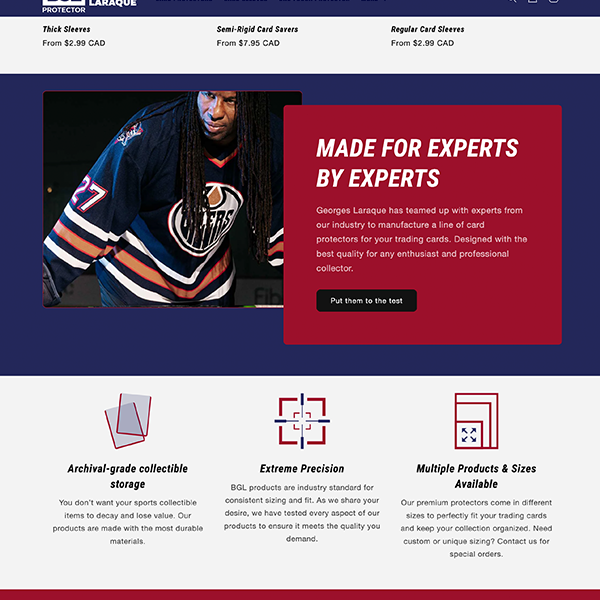 LARAQUE
PROTECTOR
Thick Sleeves
From $2.99 CAD
Semi-Rigid Card Savers
From $7.95 CAD
Regular Card Sleeves
From $2.99 CAD
27
OILERS
MADE FOR EXPERTS
BY EXPERTS
Georges Laraque has teamed up with experts from
our industry to manufacture a line of card
protectors for your trading cards. Designed with the
best quality for any enthusiast and professional
collector.
Put them to the test
Archival-grade collectible
storage
You don't want your sports collectible
items to decay and lose value. Our
products are made with the most durable
materials.
Extreme Precision
BGL products are industry standard for
consistent sizing and fit. As we share your
desire, we have tested every aspect of our
products to ensure it meets the quality you
demand.
Multiple Products & Sizes
Available
Our premium protectors come in different
sizes to perfectly fit your trading cards
and keep your collection organized. Need
custom or unique sizing? Contact us for
special orders.